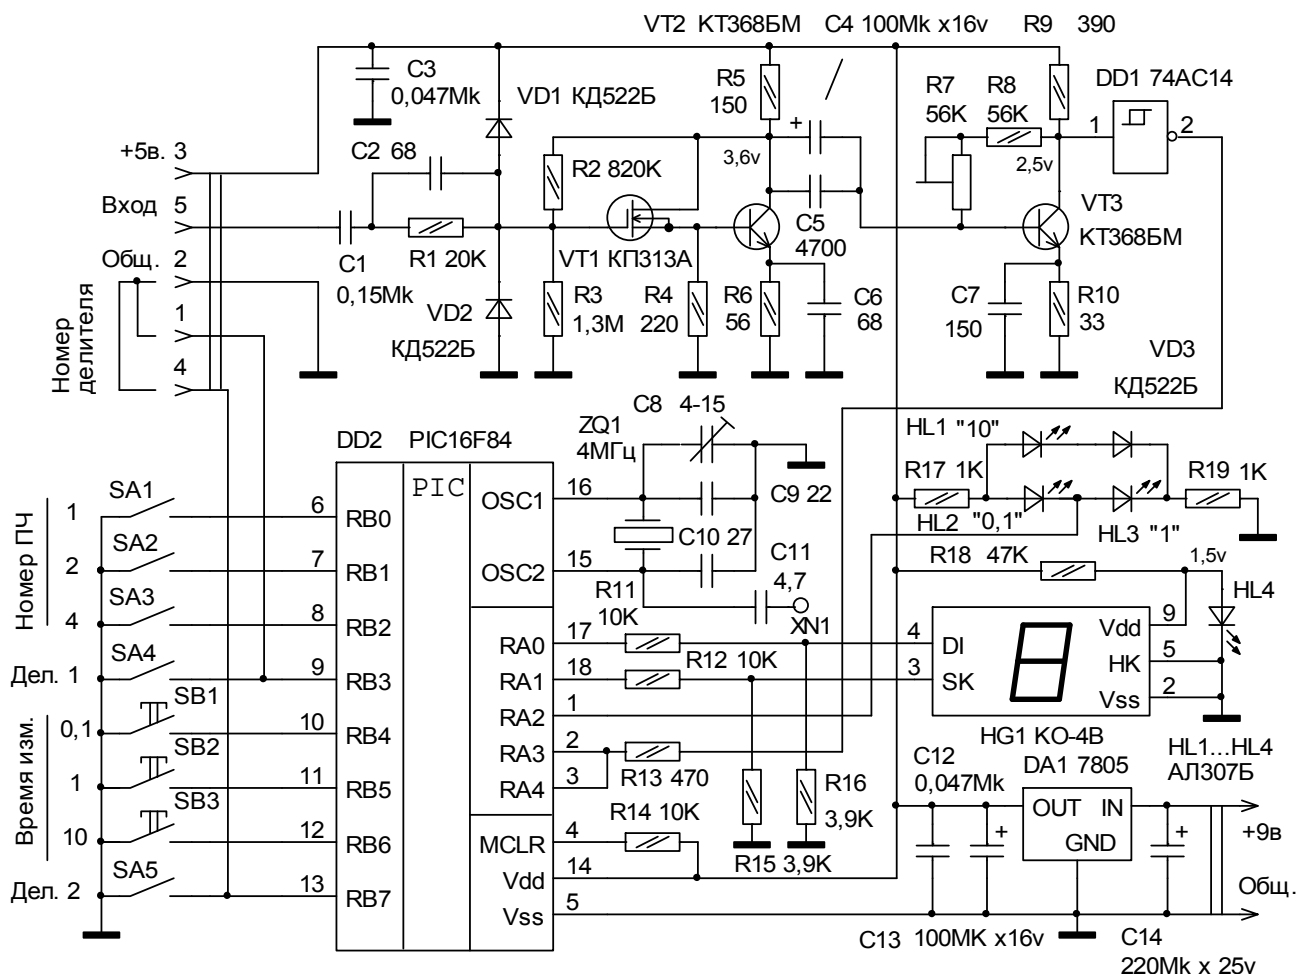 VT2 КТ368БМ
C4 100Mk x16v
R9 390
C3
0,047Mk
VD1 КД522Б
R5
150
R7
56K
R8
56K
DD1 74AC14
+5в. 3
C2 68
R2 820K
3,6v
+
2,5v
1
2
Вход 5
C1
0,15Mk
R1 20K
VT1 КП313А
C5
4700
VT3
КТ368БМ
Общ. 2
Номер делителя
1
4
VD2
КД522Б
R3
1,3M
R4
220
R6
56
C6
68
C7
150
R10
33
VD3
КД522Б
DD2 PIC16F84
PIC
ZQ1
4МГц
C8 4-15
C9 22
C10 27
C11
4,7
XN1
HL1 "10"
R17 1K
R19 1K
HL2 "0,1"
HL3 "1"
R18 47K
1,5v
HL4
Номер ПЧ
1 SA1 6 RB0
2 SA2 7 RB1
4 SA3 8 RB2
Дел. 1 SA4 9 RB3
Время изм.
0,1 SB1 10 RB4
1 SB2 11 RB5
10 SB3 12 RB6
Дел. 2 SA5 13 RB7
OSC1 16
OSC2 15
RA0 17
RA1 18
RA2 1
RA3 2
RA4 3
MCLR 4
Vdd 14
Vss 5
R11
10K
R12 10K
R13 470
R14 10K
R15 3,9K
R16
3,9K
4 DI
3 SK
Vdd 9
HK 5
Vss 2
HG1 KO-4B
HL1...HL4
АЛ307Б
C12
0,047Mk
DA1 7805
OUT IN
GND
+
+
+9в
Общ.
C13 100MK x16v
C14
220Mk x 25v